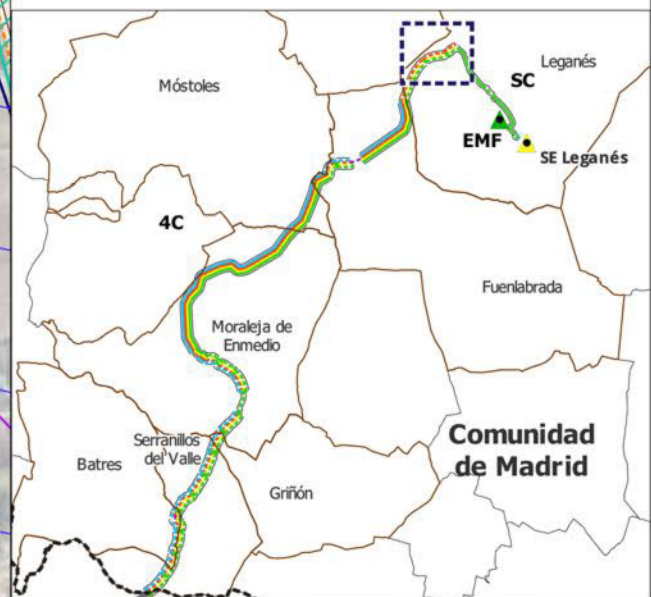 Leganés
SC
Móstoles
EMF
SE Leganés
4C
Fuenlabrada
Moraleja de
Enmedio
Comunidad
de Madrid
Serranillos
del Valle
Batres
Griñón